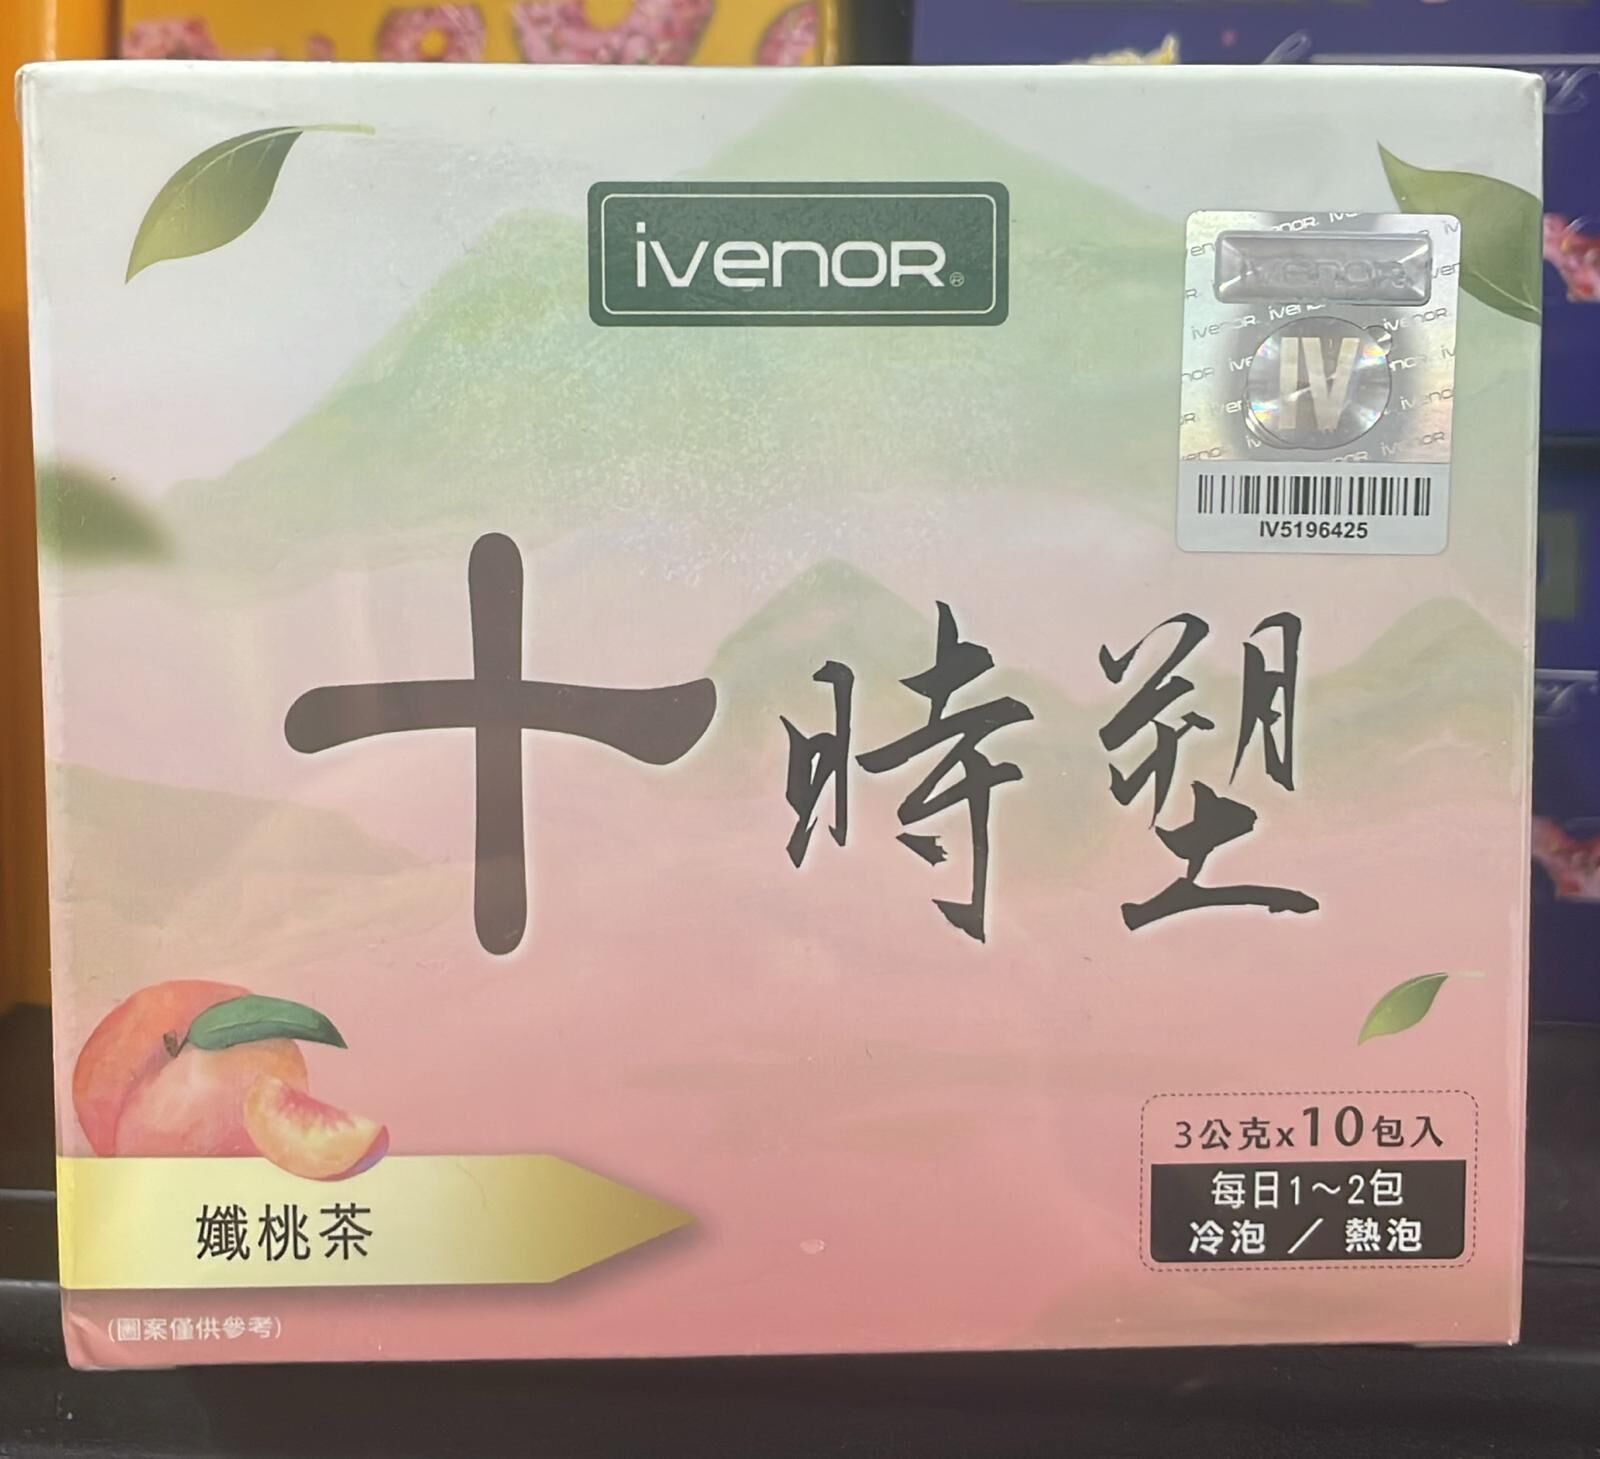 ivenor®
ivenor
IV
IV5196425
十時塑
3公克x10包入
每日1～2包
冷泡 ／ 熱泡
孅桃茶
(圖案僅供參考)